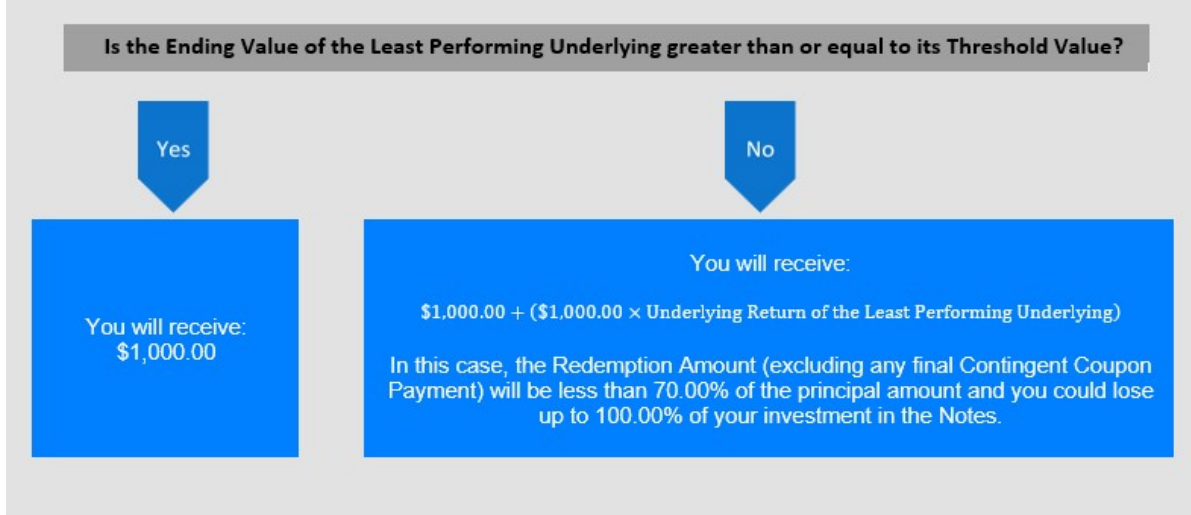 Is the Ending Value of the Least Performing Underlying greater than or equal to its Threshold Value?
Yes
No
You will receive:
$1,000.00
You will receive:
$1,000.00 + ($1,000.00 × Underlying Return of the Least Performing Underlying)
In this case, the Redemption Amount (excluding any final Contingent Coupon
Payment) will be less than 70.00% of the principal amount and you could lose
up to 100.00% of your investment in the Notes.